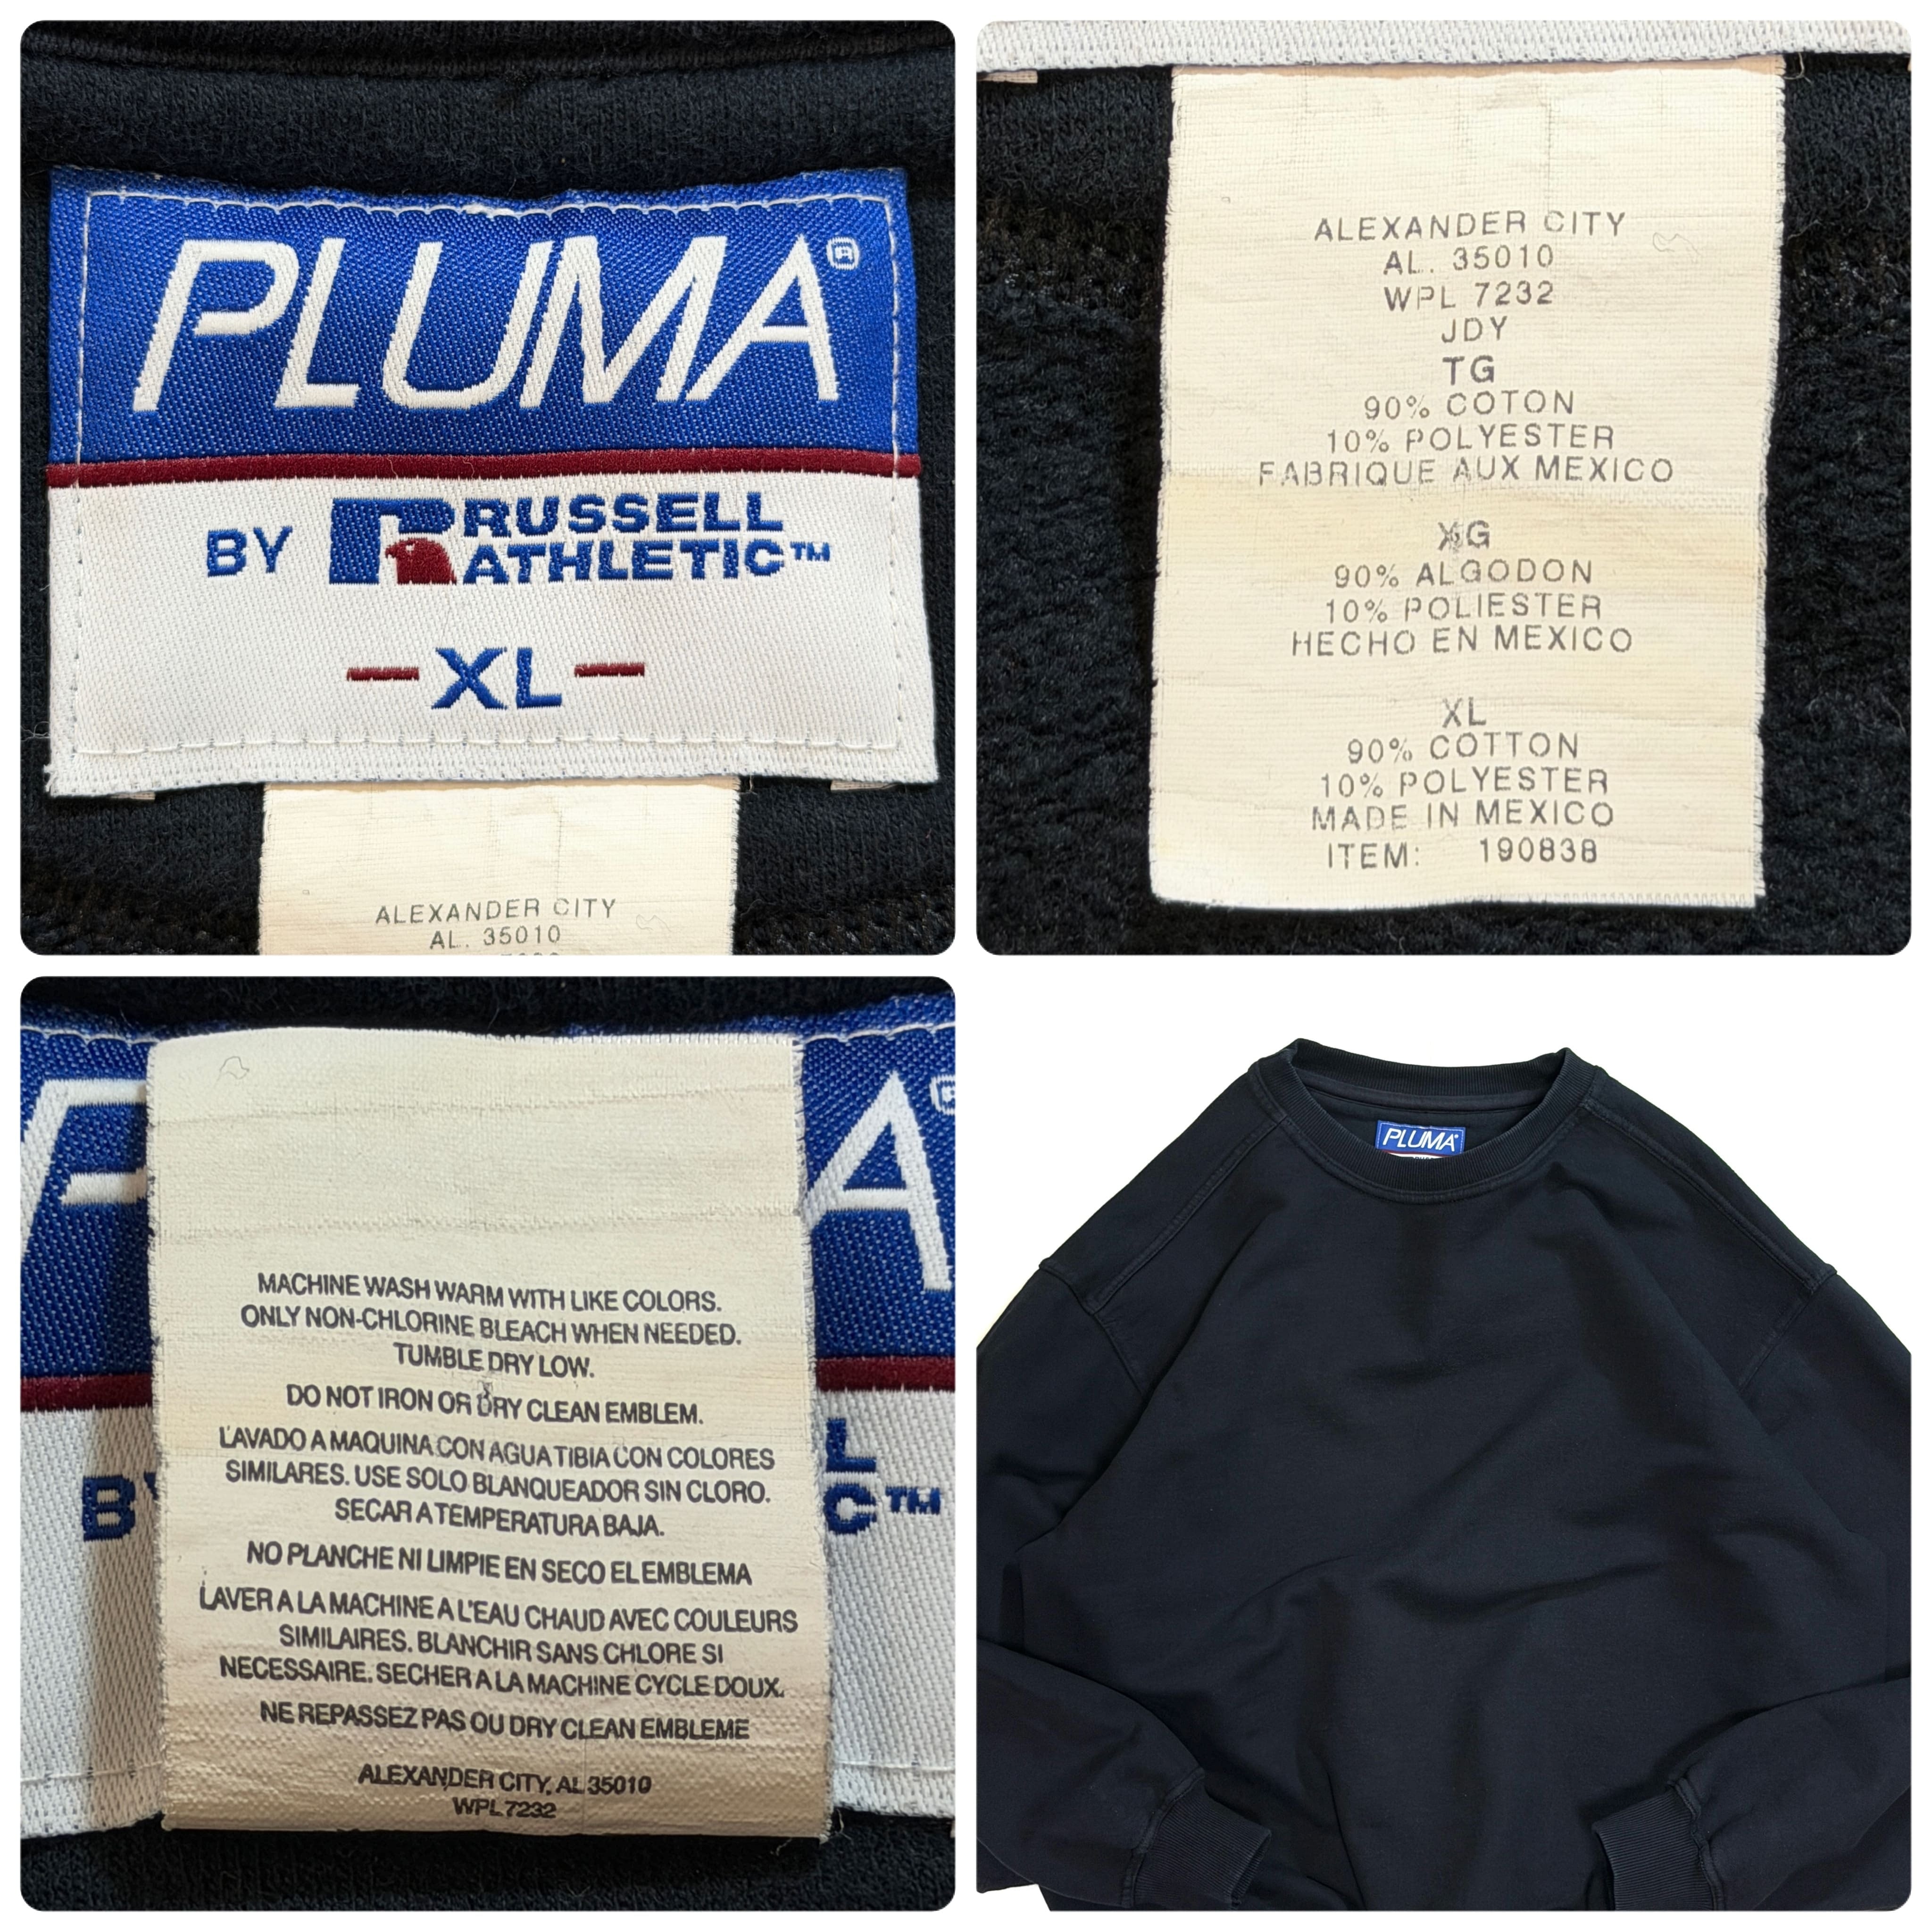 PLUMA®
BY R RUSSELL
ATHLETIC™
XL
ALEXANDER CITY
AL. 35010
ALEXANDER CITY
AL. 35010
WPL 7232
JDY
TG
90% COTON
10% POLYESTER
FABRIQUE AUX MEXICO
XG
90% ALGODON
10% POLIESTER
HECHO EN MEXICO
XL
90% COTTON
10% POLYESTER
MADE IN MEXICO
ITEM: 190838
MACHINE WASH WARM WITH LIKE COLORS.
ONLY NON-CHLORINE BLEACH WHEN NEEDED.
TUMBLE DRY LOW.
DO NOT IRON OR DRY CLEAN EMBLEM.
LAVADO A MAQUINA CON AGUA TIBIA CON COLORES
SIMILARES. USE SOLO BLANQUEADOR SIN CLORO.
SECAR A TEMPERATURA BAJA.
NO PLANCHE NI LIMPIE EN SECO EL EMBLEMA
LAVER A LA MACHINE A L'EAU CHAUD AVEC COULEURS
SIMILAIRES. BLANCHIR SANS CHLORE SI
NECESSAIRE. SECHER A LA MACHINE CYCLE DOUX.
NE REPASSEZ PAS OU DRY CLEAN EMBLEME
ALEXANDER CITY, AL 35010
WPL 7232
PLUMA®